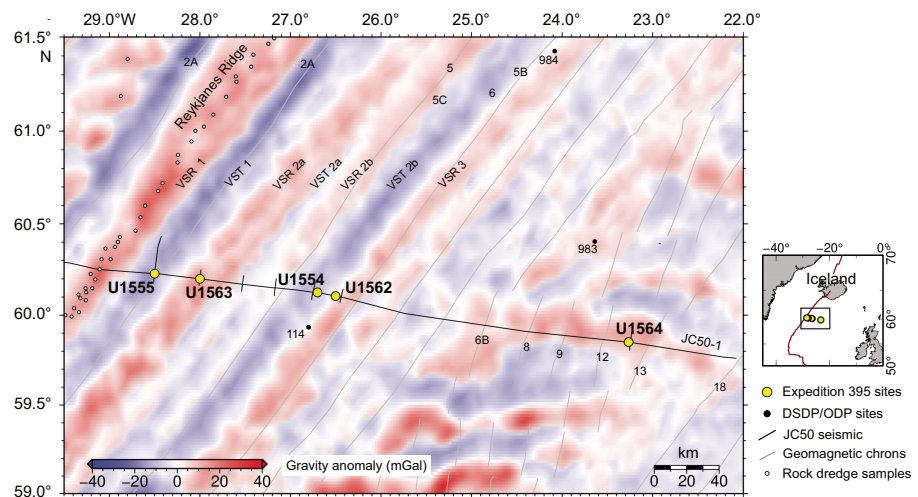 29.0°W 28.0° 27.0° 26.0° 25.0° 24.0° 23.0° 22.0°
61.5°
N
61.0°
60.5°
60.0°
59.5°
59.0°
2A
2A
Reykjanes Ridge
VSR 1
VST 1
VSR 2a
VST 2a
VSR 2b
VST 2b
VSR 3
5
5C
5B
6
984
983
U1555
U1563
U1554
U1562
U1564
114
JC50-1
6B
8
9
12
13
18
−40 −20 0 20 40
Gravity anomaly (mGal)
km
0 20 40
−40° −20° 0°
70°
60°
50°
Iceland
Expedition 395 sites
DSDP/ODP sites
JC50 seismic
Geomagnetic chrons
Rock dredge samples